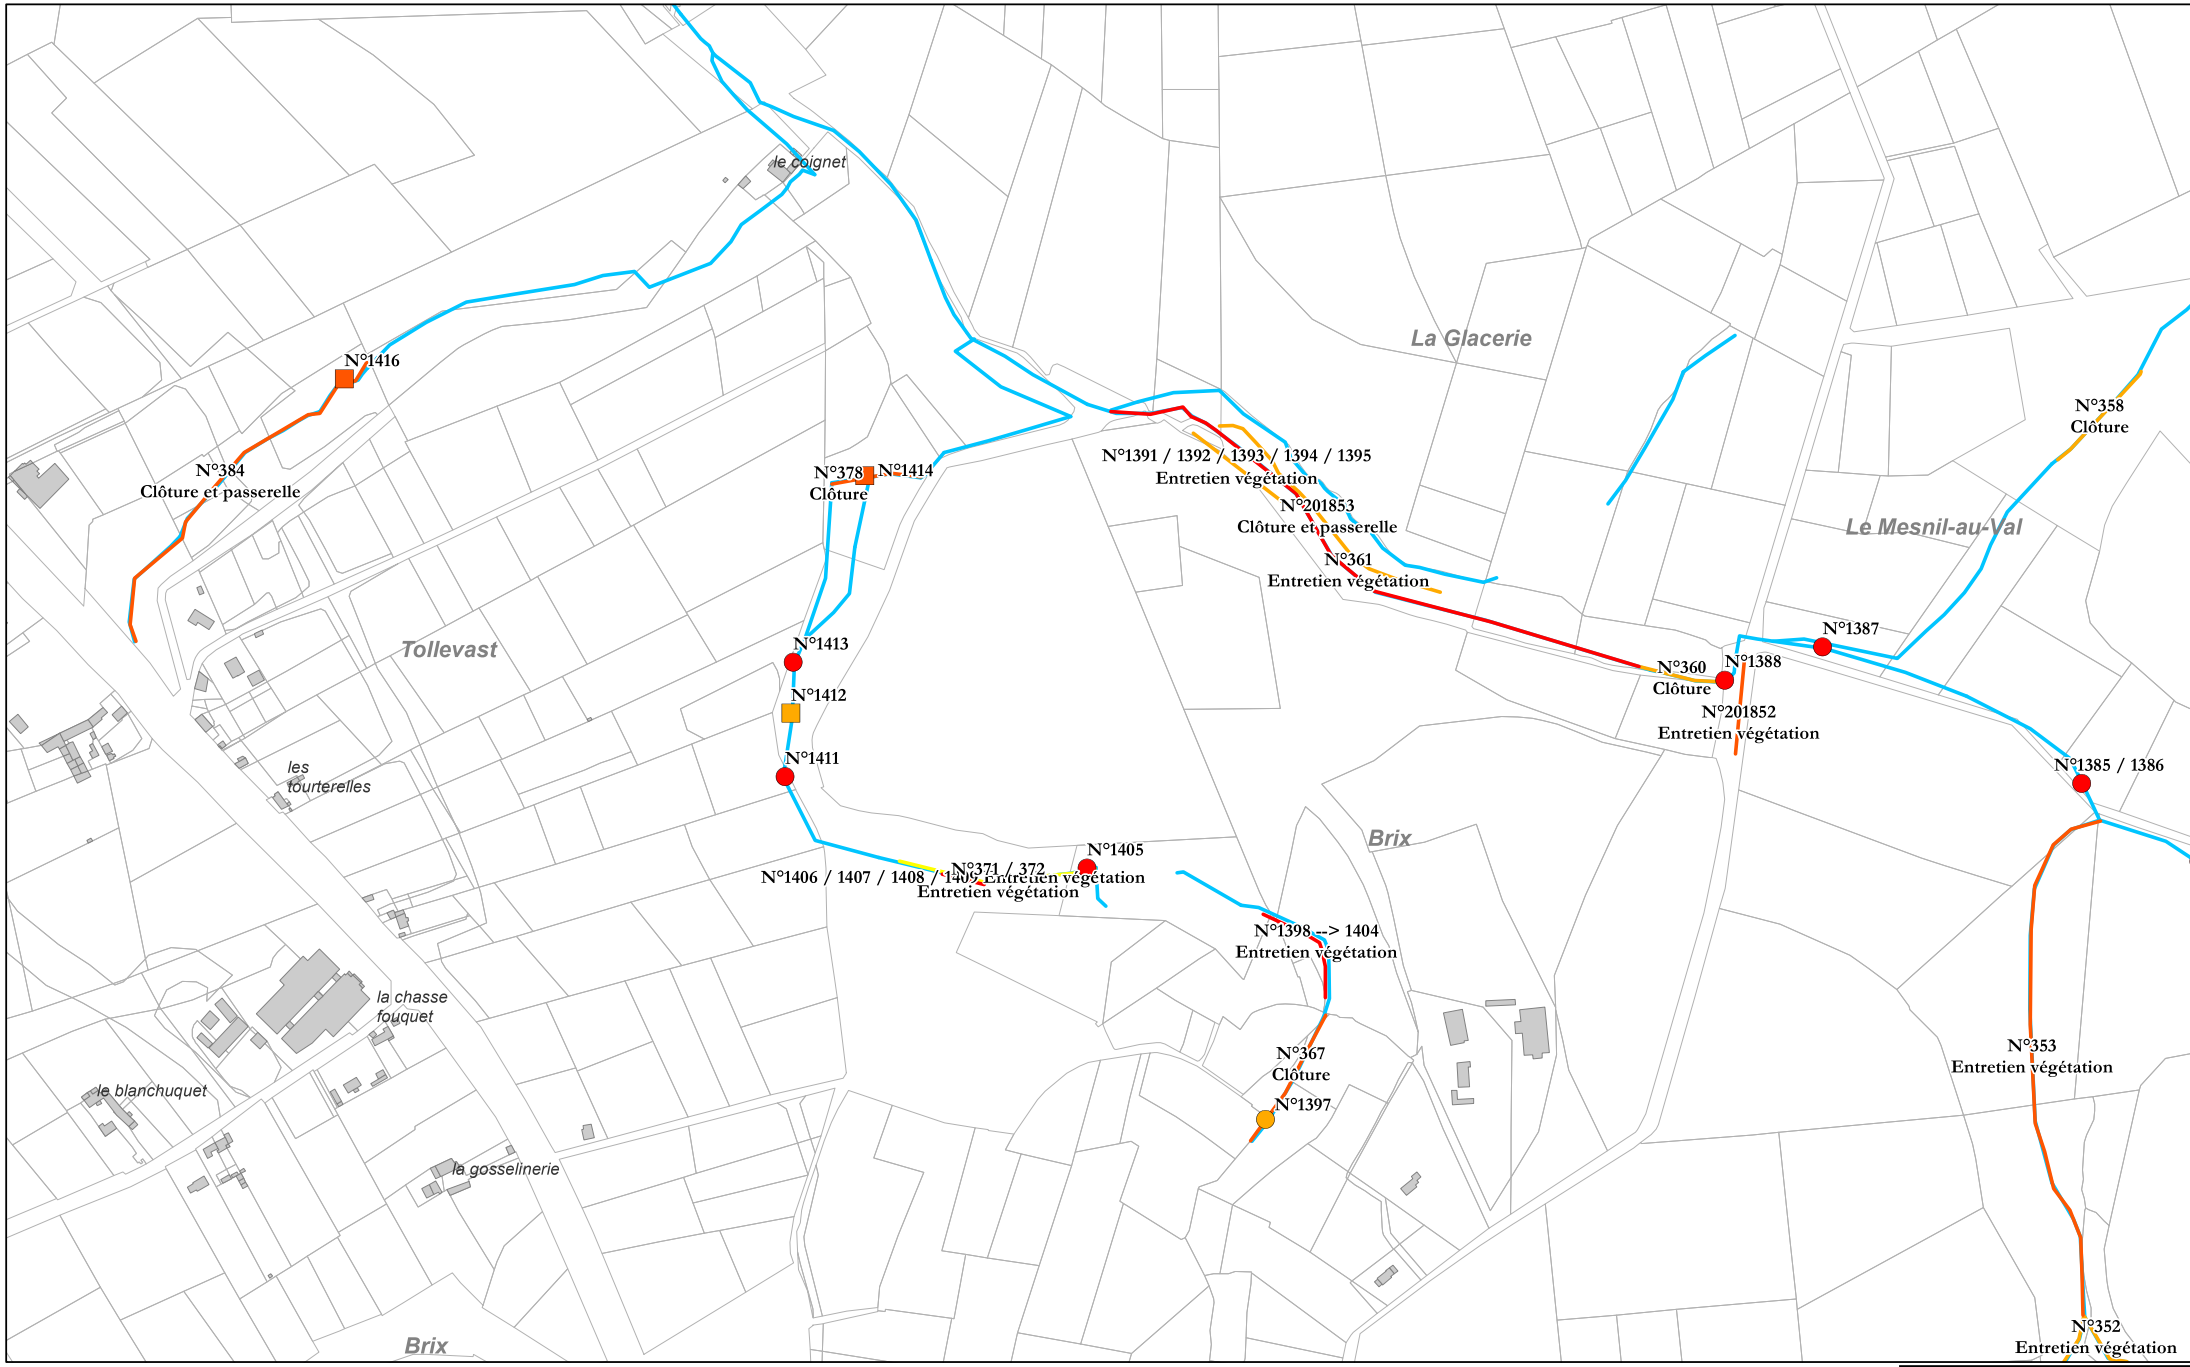 le coignet
La Glacerie
N°1416
N°358
Clôture
N°384
Clôture et passerelle
N°378
Clôture
N°1414
N°1391 / 1392 / 1393 / 1394 / 1395
Entretien végétation
N°201853
Clôture et passerelle
N°361
Entretien végétation
Le Mesnil-au-Val
Tollevast
N°1413
N°1387
N°360
Clôture
N°1388
N°1412
N°201852
Entretien végétation
N°1411
N°1385 / 1386
les
tourterelles
Brix
N°1405
N°371 / 372
Entretien végétation
N°1406 / 1407 / 1408 / 1409 Entretien végétation
N°1398 --> 1404
Entretien végétation
la chasse
fouquet
N°367
Clôture
N°353
Entretien végétation
le blanchuquet
N°1397
la gosselinerie
N°352
Entretien végétation
Brix